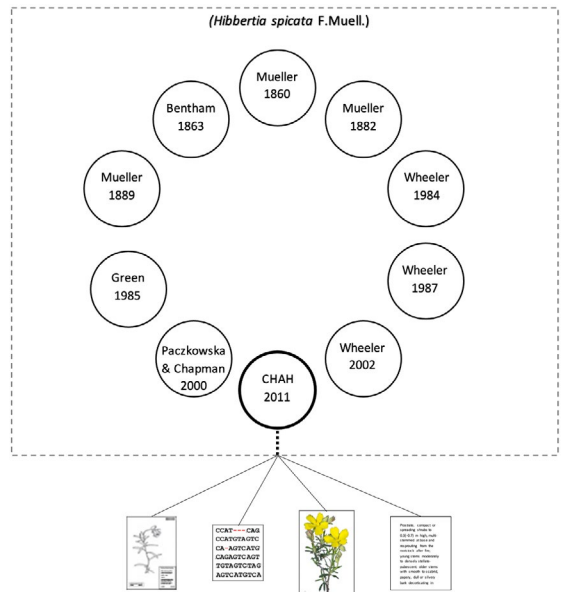 (Hibbertia spicata F.Muell.)
Mueller
1860
Bentham
1863
Mueller
1882
Mueller
1889
Wheeler
1984
Green
1985
Wheeler
1987
Paczkowska
& Chapman
2000
CHAH
2011
Wheeler
2002
CCAT---CAG
CCATGTAGTC
CA-AGTCATG
CAGAGTCAGT
TGTAGTCTAG
AGTCATGTCA